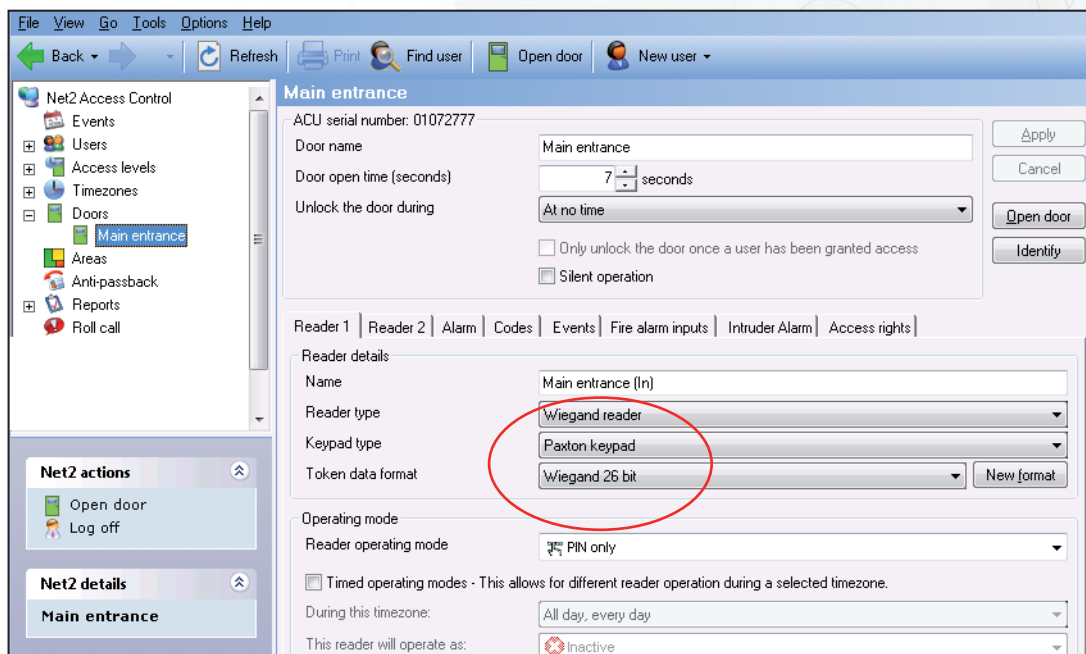 File View Go Tools Options Help
Back Refresh Print Find user Open door New user
Net2 Access Control
Events
Users
Access levels
Timezones
Doors
Main entrance
Areas
Anti-passback
Reports
Roll call
Net2 actions
Open door
Log off
Net2 details
Main entrance
Main entrance
ACU serial number: 01072777
Door name Main entrance
Door open time (seconds) 7 seconds
Unlock the door during At no time
Only unlock the door once a user has been granted access
Silent operation
Apply
Cancel
Open door
Identify
Reader 1 Reader 2 Alarm Codes Events Fire alarm inputs Intruder Alarm Access rights
Reader details
Name Main entrance (In)
Reader type Wiegand reader
Keypad type Paxton keypad
Token data format Wiegand 26 bit New format
Operating mode
Reader operating mode PIN only
Timed operating modes - This allows for different reader operation during a selected timezone.
During this timezone: All day, every day
This reader will operate as: Inactive